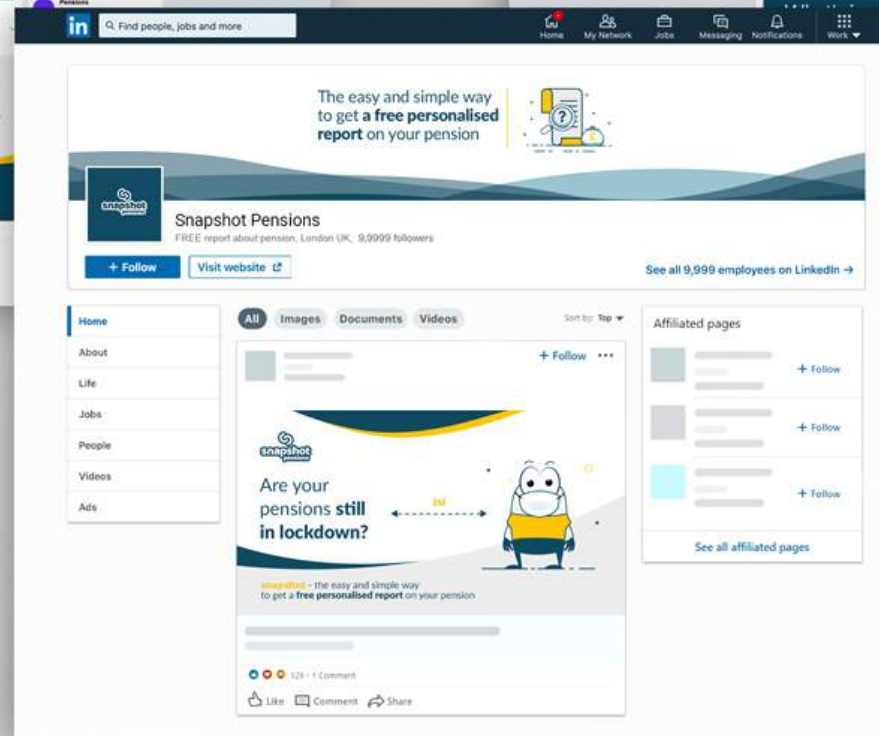 Pensions
in
Find people, jobs and more
Home
My Network
Jobs
Messaging
Notifications
Work
The easy and simple way
to get a free personalised
report on your pension
snapshot
pensions
Snapshot Pensions
FREE report about pension, London UK, 9,9999 followers
+ Follow
Visit website
See all 9,999 employees on LinkedIn →
Home
About
Life
Jobs
People
Videos
Ads
All
Images
Documents
Videos
Sort by: Top
+ Follow
snapshot
pensions
Are your
pensions still
in lockdown?
2M
snapshot - the easy and simple way
to get a free personalised report on your pension
129 • 1 Comment
Like
Comment
Share
Affiliated pages
+ Follow
+ Follow
+ Follow
See all affiliated pages